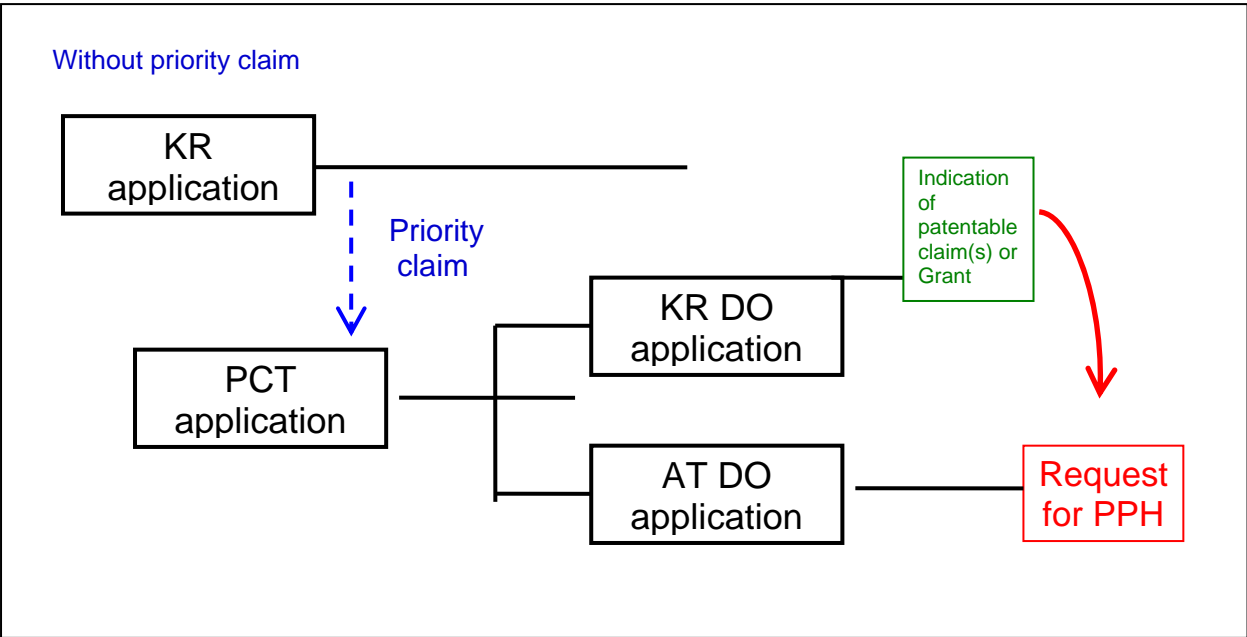 Without priority claim
KR
application
Priority
claim
Indication
of
patentable
claim(s) or
Grant
KR DO
application
PCT
application
AT DO
application
Request
for PPH